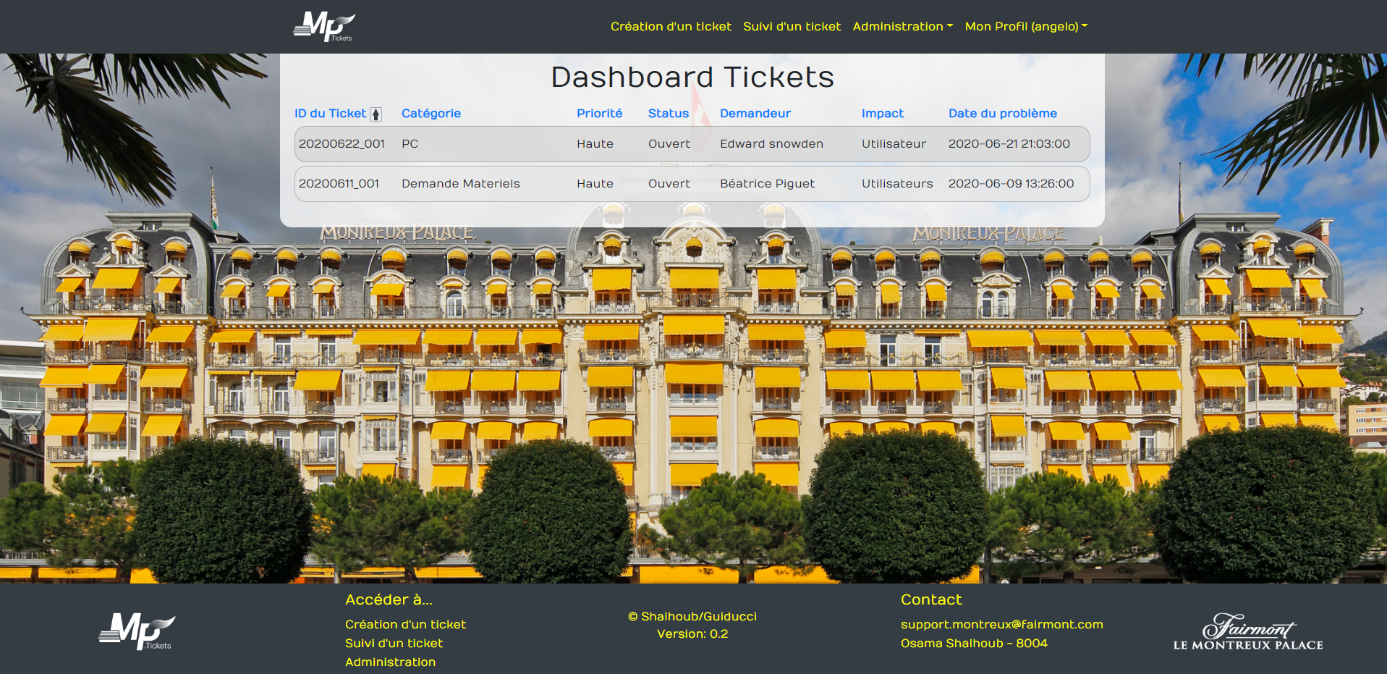 Mp
.Tickets
Création d'un ticket Suivi d'un ticket Administration Mon Profil (angelo)
Dashboard Tickets
ID du Ticket Catégorie Priorité Status Demandeur Impact Date du problème
20200622_001 PC Haute Ouvert Edward snowden Utilisateur 2020-06-21 21:03:00
20200611_001 Demande Materiels Haute Ouvert Béatrice Piguet Utilisateurs 2020-06-09 13:26:00
MONTREUX-PALACE MONTREUX-PALACE
Mp
.Tickets
Accéder à...
Création d'un ticket
Suivi d'un ticket
Administration
© Shalhoub/Guiducci
Version: 0.2
Contact
support.montreux@fairmont.com
Osama Shalhoub - 8004
Fairmont
LE MONTREUX PALACE